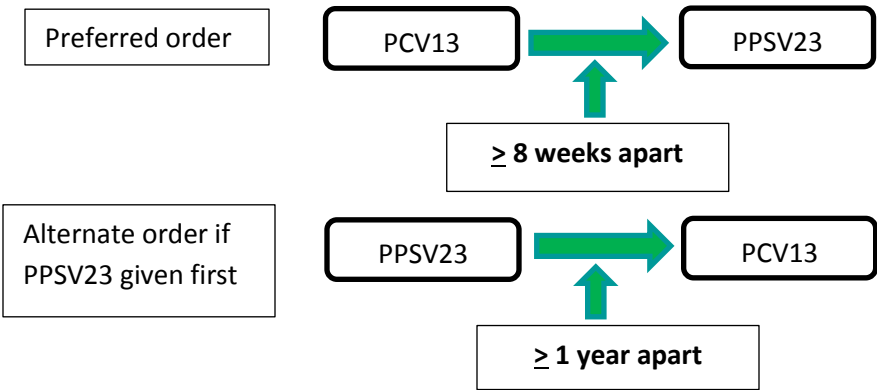 Preferred order
PCV13
PPSV23
≥ 8 weeks apart
Alternate order if
PPSV23 given first
PPSV23
PCV13
≥ 1 year apart